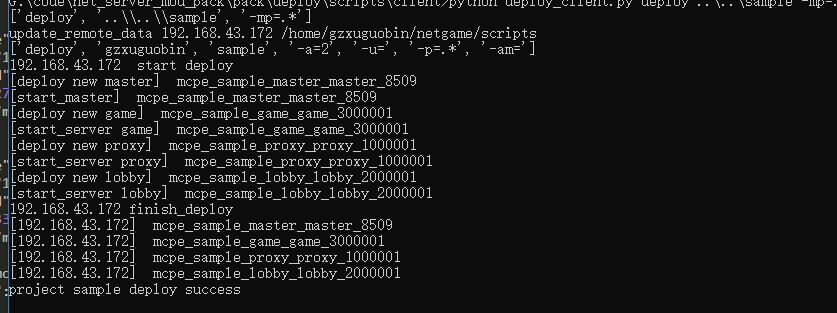 G:\code\net_server_mod_pack\pack\deploy\scripts\client>python deploy_client.py deploy ..\..\sample -mp=.
['deploy', '..\\..\\sample', '-mp=.*']
update_remote_data 192.168.43.172 /home/gzxuguobin/netgame/scripts
['deploy', 'gzxuguobin', 'sample', '-a=2', '-u=', '-p=.*', '-am=']
192.168.43.172  start deploy
[deploy new master]  mcpe_sample_master_master_8509
[start_master]  mcpe_sample_master_master_8509
[deploy new game]  mcpe_sample_game_game_3000001
[start_server game]  mcpe_sample_game_game_3000001
[deploy new proxy]  mcpe_sample_proxy_proxy_1000001
[start_server proxy]  mcpe_sample_proxy_proxy_1000001
[deploy new lobby]  mcpe_sample_lobby_lobby_2000001
[start_server lobby]  mcpe_sample_lobby_lobby_2000001
192.168.43.172 finish_deploy
[192.168.43.172]  mcpe_sample_master_master_8509
[192.168.43.172]  mcpe_sample_game_game_3000001
[192.168.43.172]  mcpe_sample_proxy_proxy_1000001
[192.168.43.172]  mcpe_sample_lobby_lobby_2000001
project sample deploy success